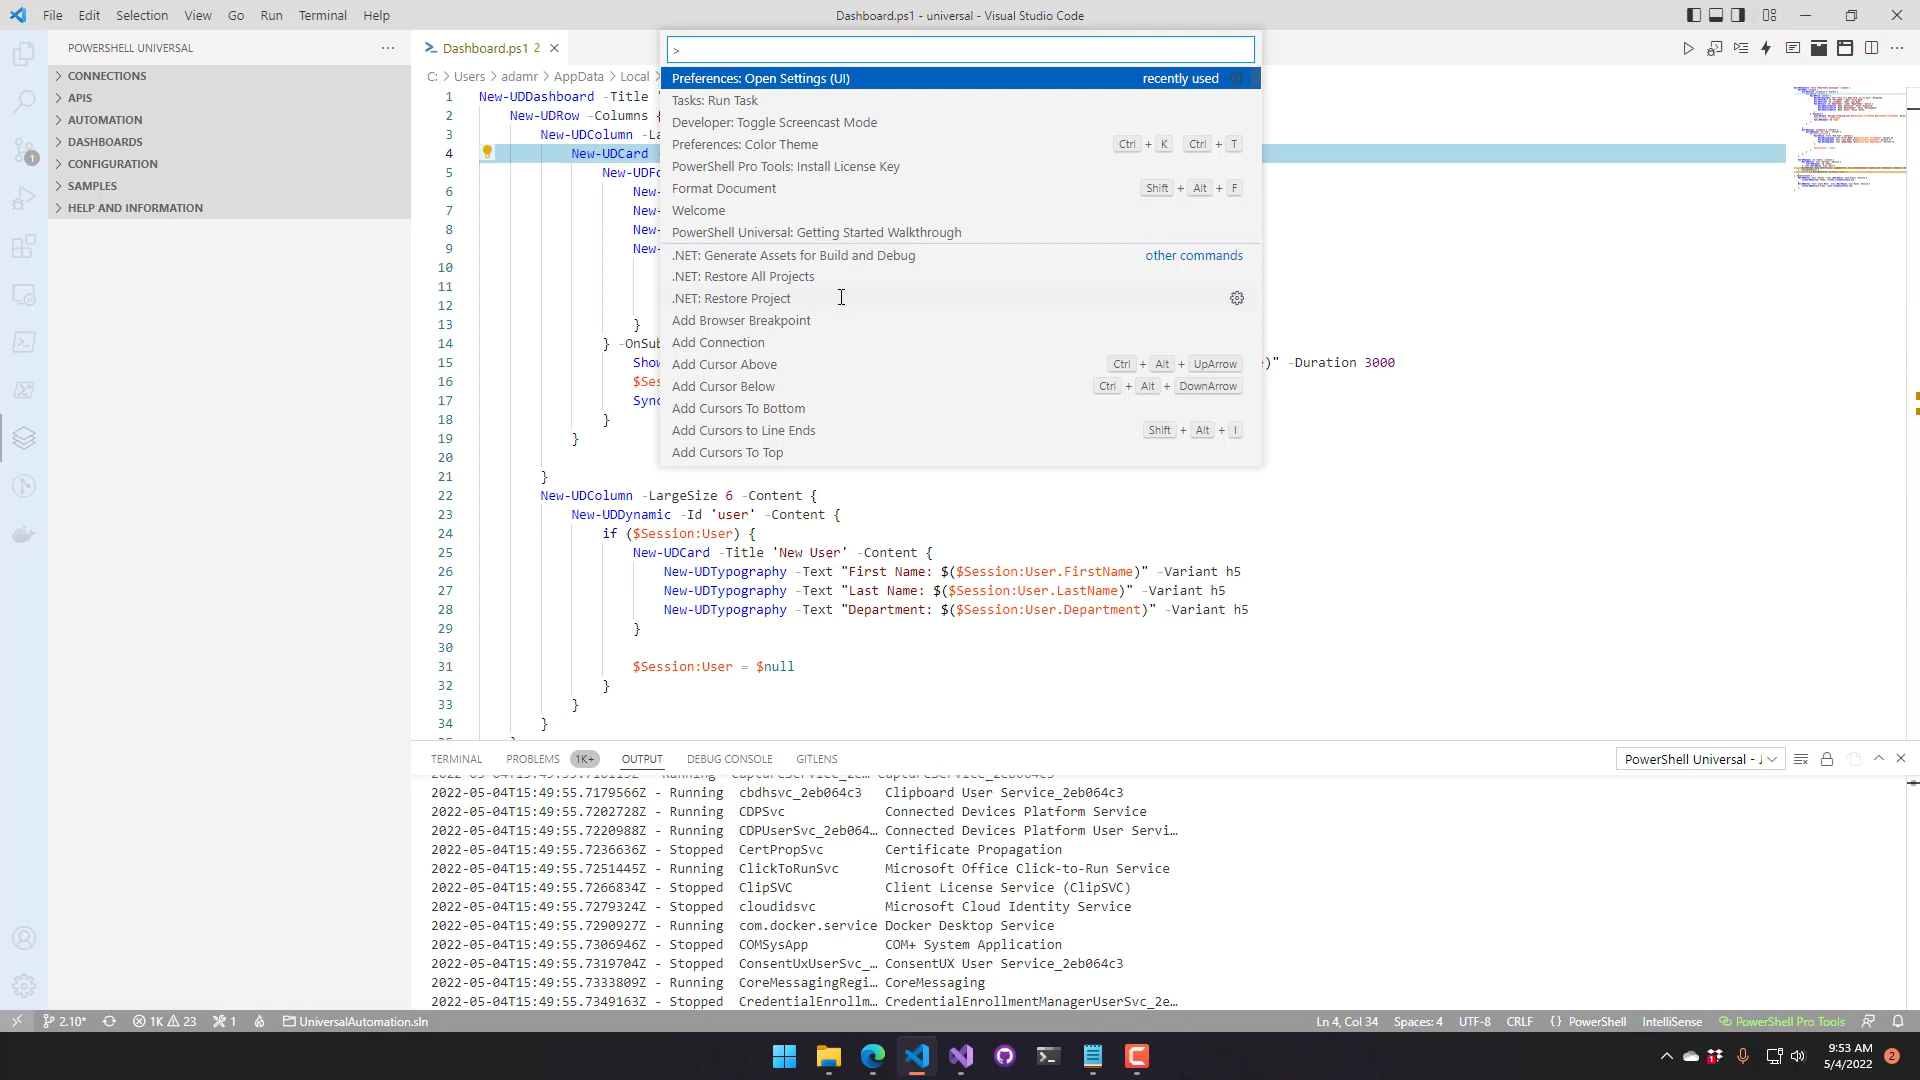 File Edit Selection View Go Run Terminal Help
Dashboard.ps1 - universal - Visual Studio Code
POWERSHELL UNIVERSAL
CONNECTIONS
APIS
AUTOMATION
DASHBOARDS
CONFIGURATION
SAMPLES
HELP AND INFORMATION
1
Dashboard.ps1 2
C: > Users > adamr > AppData > Local >
>
Preferences: Open Settings (UI) recently used
Tasks: Run Task
Developer: Toggle Screencast Mode
Preferences: Color Theme Ctrl + K Ctrl + T
PowerShell Pro Tools: Install License Key
Format Document Shift + Alt + F
Welcome
PowerShell Universal: Getting Started Walkthrough
.NET: Generate Assets for Build and Debug other commands
.NET: Restore All Projects
.NET: Restore Project
Add Browser Breakpoint
Add Connection
Add Cursor Above Ctrl + Alt + UpArrow
Add Cursor Below Ctrl + Alt + DownArrow
Add Cursors To Bottom
Add Cursors to Line Ends Shift + Alt + I
Add Cursors To Top
1 New-UDDashboard -Title
2 New-UDRow -Columns {
3 New-UDColumn -La
4 New-UDCard -
5 New-UDFo
6 New-
7 New-
8 New-
9 New-
10
11
12
13 }
14 } -OnSub
15 Show )" -Duration 3000
16 $Ses
17 Sync
18 }
19 }
20
21 }
22 New-UDColumn -LargeSize 6 -Content {
23 New-UDDynamic -Id 'user' -Content {
24 if ($Session:User) {
25 New-UDCard -Title 'New User' -Content {
26 New-UDTypography -Text "First Name: $($Session:User.FirstName)" -Variant h5
27 New-UDTypography -Text "Last Name: $($Session:User.LastName)" -Variant h5
28 New-UDTypography -Text "Department: $($Session:User.Department)" -Variant h5
29 }
30
31 $Session:User = $null
32 }
33 }
34 }
TERMINAL PROBLEMS 1K+ OUTPUT DEBUG CONSOLE GITLENS
PowerShell Universal - J
2022-05-04T15:49:55.7179566Z - Running cbdhsvc_2eb064c3 Clipboard User Service_2eb064c3
2022-05-04T15:49:55.7202728Z - Running CDPSvc Connected Devices Platform Service
2022-05-04T15:49:55.7220988Z - Running CDPUserSvc_2eb064… Connected Devices Platform User Servi…
2022-05-04T15:49:55.7236636Z - Stopped CertPropSvc Certificate Propagation
2022-05-04T15:49:55.7251445Z - Running ClickToRunSvc Microsoft Office Click-to-Run Service
2022-05-04T15:49:55.7266834Z - Stopped ClipSVC Client License Service (ClipSVC)
2022-05-04T15:49:55.7279324Z - Stopped cloudidsvc Microsoft Cloud Identity Service
2022-05-04T15:49:55.7290927Z - Running com.docker.service Docker Desktop Service
2022-05-04T15:49:55.7306946Z - Stopped COMSysApp COM+ System Application
2022-05-04T15:49:55.7319704Z - Stopped ConsentUxUserSvc_… ConsentUX User Service_2eb064c3
2022-05-04T15:49:55.7333809Z - Running CoreMessagingRegi… CoreMessaging
2022-05-04T15:49:55.7349163Z - Stopped CredentialEnrollm… CredentialEnrollmentManagerUserSvc_2e…
2.10* 1K 23 1 UniversalAutomation.sln
Ln 4, Col 34 Spaces: 4 UTF-8 CRLF {} PowerShell IntelliSense PowerShell Pro Tools
1
9:53 AM
5/4/2022
2